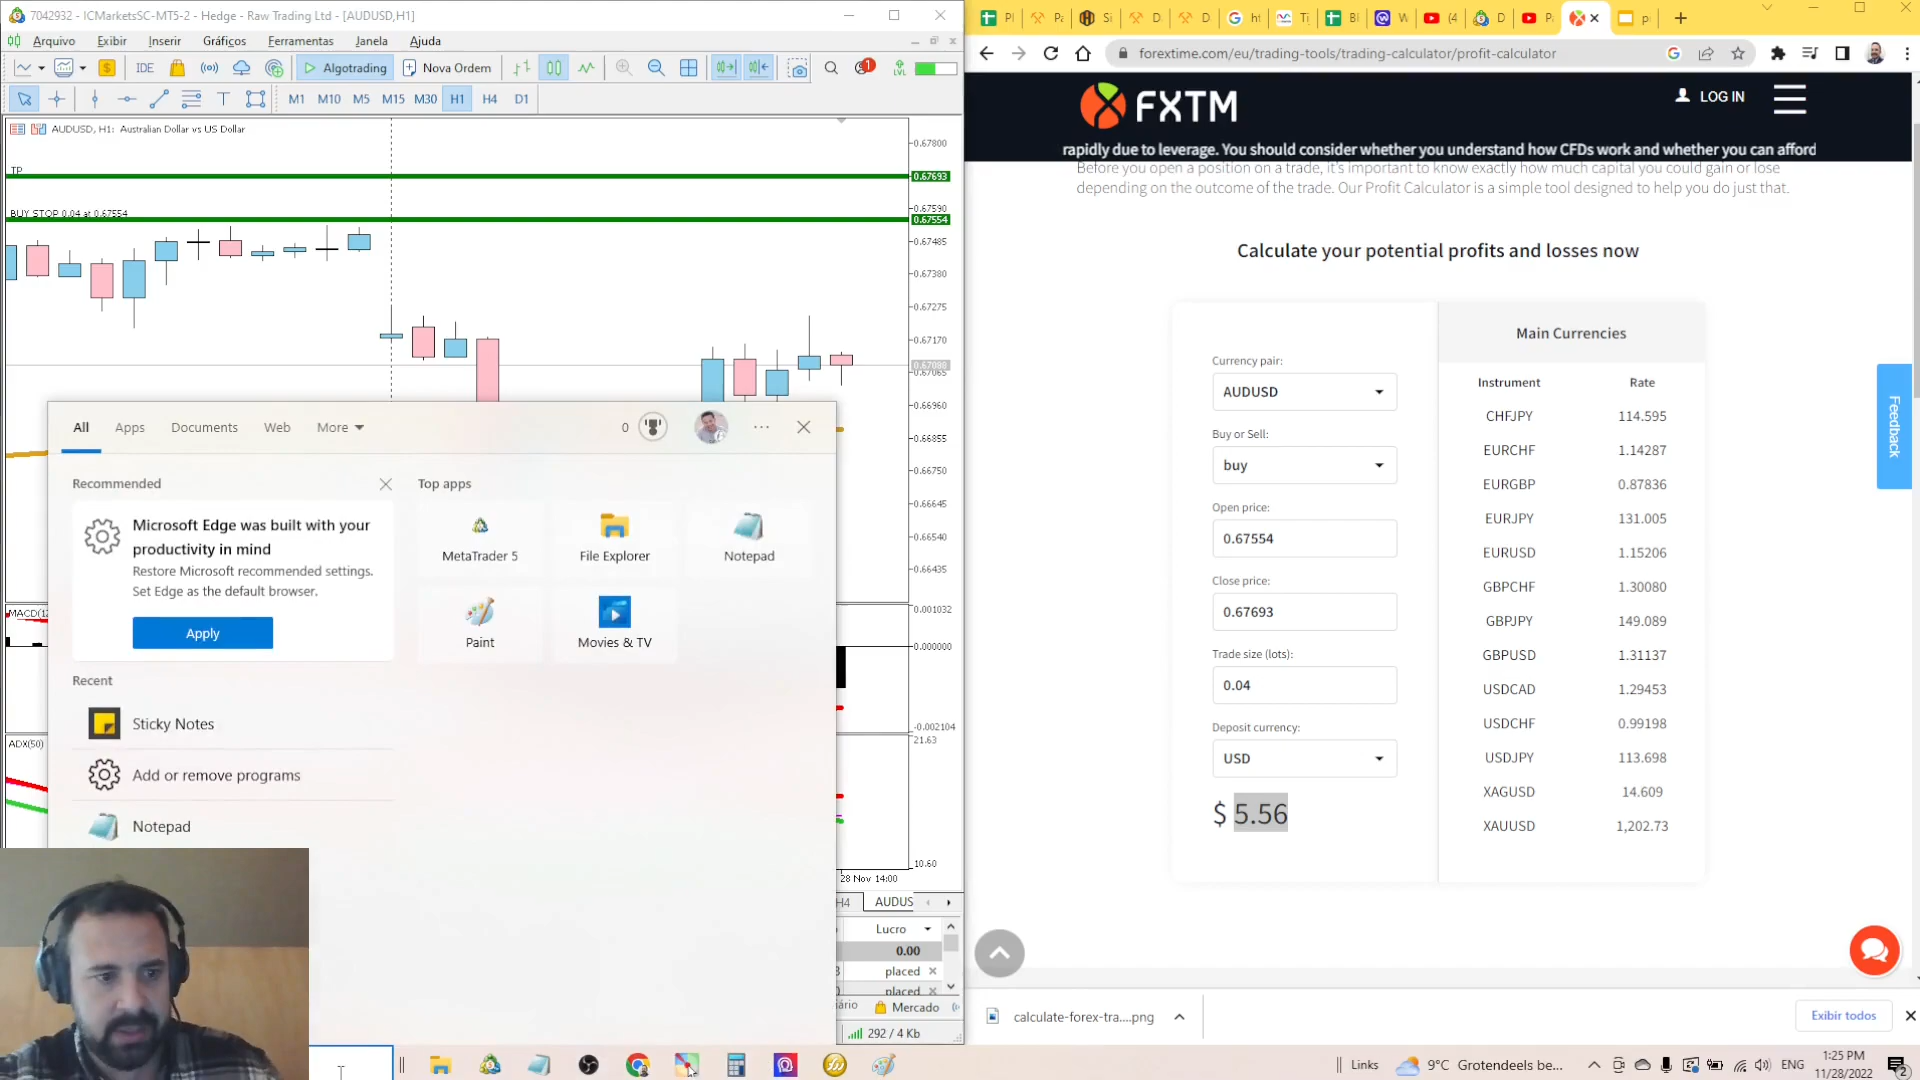 7042932 - ICMarketsSC-MT5-2 - Hedge - Raw Trading Ltd - [AUDUSD,H1]
Arquivo Exibir Inserir Gráficos Ferramentas Janela Ajuda
IDE Algotrading Nova Ordem LVL 1
T M1 M10 M5 M15 M30 H1 H4 D1
AUDUSD, H1: Australian Dollar vs US Dollar
TP
BUY STOP 0.04 at 0.67554
0.67800
0.67693
0.67590
0.67554
0.67485
0.67380
0.67275
0.67170
0.67065
0.66960
0.66855
0.66750
0.66645
0.66540
0.66435
0.001032
0.000000
-0.002104
21.63
10.60
MACD(12
ADX(50)
28 Nov 14:00
H4 AUDUS
Lucro
0.00
placed
placed
Mercado
292 / 4 Kb
All Apps Documents Web More 0
Recommended
Microsoft Edge was built with your
productivity in mind
Restore Microsoft recommended settings.
Set Edge as the default browser.
Apply
Top apps
MetaTrader 5 File Explorer Notepad
Paint Movies & TV
Recent
Sticky Notes
Add or remove programs
Notepad
forextime.com/eu/trading-tools/trading-calculator/profit-calculator
FXTM
LOG IN
rapidly due to leverage. You should consider whether you understand how CFDs work and whether you can afford
Before you open a position on a trade, it's important to know exactly how much capital you could gain or lose
depending on the outcome of the trade. Our Profit Calculator is a simple tool designed to help you do just that.
Calculate your potential profits and losses now
Currency pair:
AUDUSD
Buy or Sell:
buy
Open price:
0.67554
Close price:
0.67693
Trade size (lots):
0.04
Deposit currency:
USD
$ 5.56
Main Currencies
Instrument Rate
CHFJPY 114.595
EURCHF 1.14287
EURGBP 0.87836
EURJPY 131.005
EURUSD 1.15206
GBPCHF 1.30080
GBPJPY 149.089
GBPUSD 1.31137
USDCAD 1.29453
USDCHF 0.99198
USDJPY 113.698
XAGUSD 14.609
XAUUSD 1,202.73
Feedback
calculate-forex-tra....png
Exibir todos
Links 9°C Grotendeels be... ENG
1:25 PM
11/28/2022
2